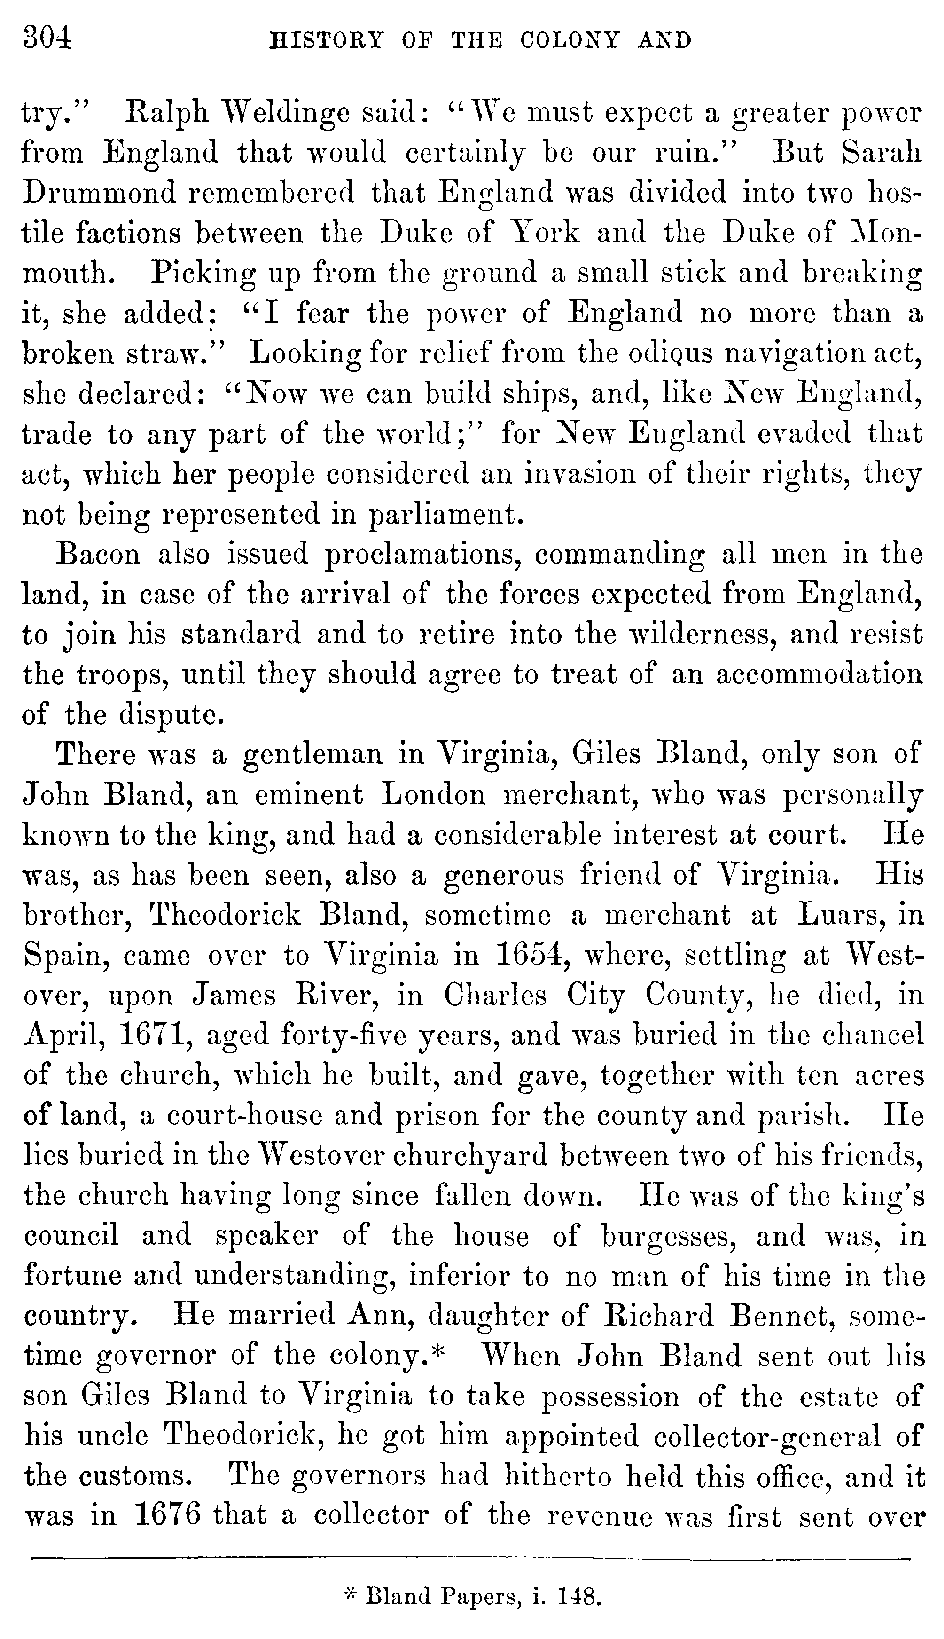 304 HISTORY OF THE COLONY AND
try." Ralph Weldinge said: "We must expect a greater power
from England that would certainly be our ruin." But Sarah
Drummond remembered that England was divided into two hos-
tile factions between the Duke of York and the Duke of Mon-
mouth. Picking up from the ground a small stick and breaking
it, she added: "I fear the power of England no more than a
broken straw." Looking for relief from the odious navigation act,
she declared: "Now we can build ships, and, like New England,
trade to any part of the world;" for New England evaded that
act, which her people considered an invasion of their rights, they
not being represented in parliament.
Bacon also issued proclamations, commanding all men in the
land, in case of the arrival of the forces expected from England,
to join his standard and to retire into the wilderness, and resist
the troops, until they should agree to treat of an accommodation
of the dispute.
There was a gentleman in Virginia, Giles Bland, only son of
John Bland, an eminent London merchant, who was personally
known to the king, and had a considerable interest at court. He
was, as has been seen, also a generous friend of Virginia. His
brother, Theodorick Bland, sometime a merchant at Luars, in
Spain, came over to Virginia in 1654, where, settling at West-
over, upon James River, in Charles City County, he died, in
April, 1671, aged forty-five years, and was buried in the chancel
of the church, which he built, and gave, together with ten acres
of land, a court-house and prison for the county and parish. He
lies buried in the Westover churchyard between two of his friends,
the church having long since fallen down. He was of the king's
council and speaker of the house of burgesses, and was, in
fortune and understanding, inferior to no man of his time in the
country. He married Ann, daughter of Richard Bennet, some-
time governor of the colony.* When John Bland sent out his
son Giles Bland to Virginia to take possession of the estate of
his uncle Theodorick, he got him appointed collector-general of
the customs. The governors had hitherto held this office, and it
was in 1676 that a collector of the revenue was first sent over
* Bland Papers, i. 148.